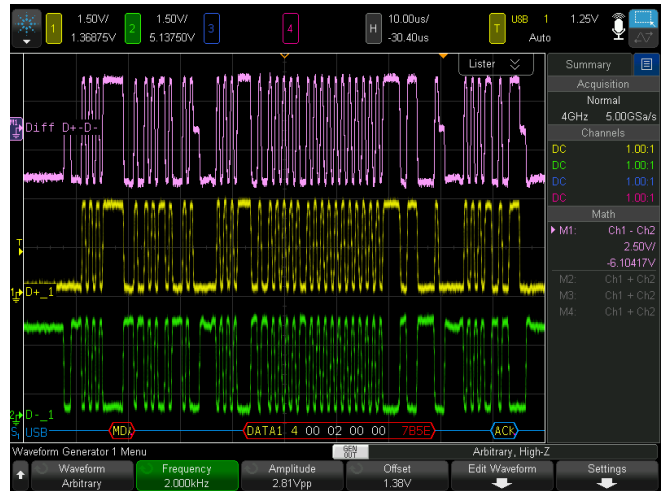 1 1.50V/ 1.36875V 2 1.50V/ 5.13750V 3 4 H 10.00us/ -30.40us T USB 1 1.25V Auto
Lister
Summary
Acquisition
Normal
4GHz 5.00GSa/s
Channels
DC 1.00:1
DC 1.00:1
DC 1.00:1
DC 1.00:1
Math
M1: Ch1 - Ch2
2.50V/
-6.10417V
M2: Ch1 + Ch2
M3: Ch1 + Ch2
M4: Ch1 + Ch2
M1 Diff D+-D-
T
1 D+_1
2 D-_1
S1 USB DATA1 4 00 02 00 00 7B5E ACK
Waveform Generator 1 Menu GEN OUT Arbitrary, High-Z
Waveform Arbitrary
Frequency 2.000kHz
Amplitude 2.81Vpp
Offset 1.38V
Edit Waveform
Settings